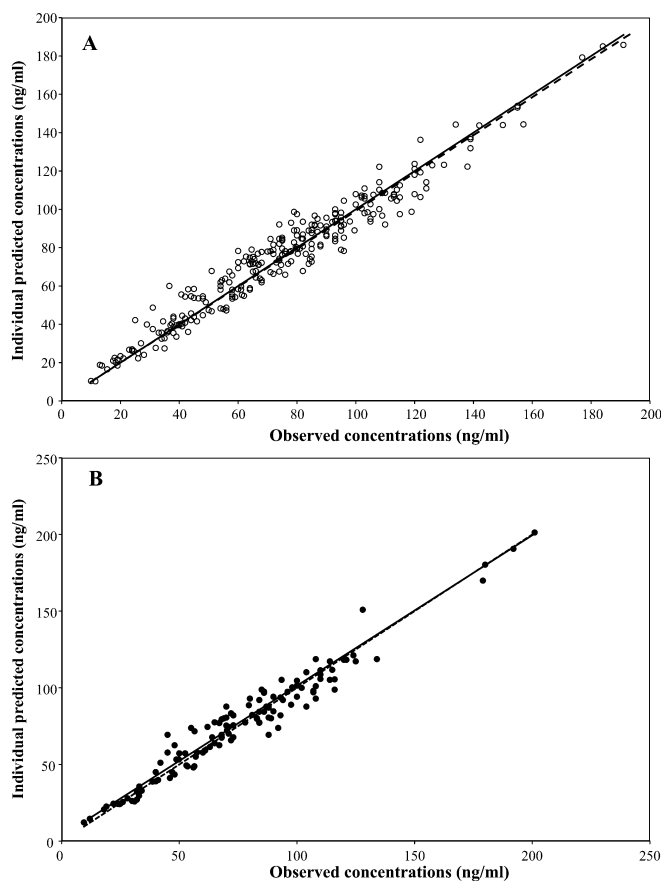 A
Individual predicted concentrations (ng/ml)
200
180
160
140
120
100
80
60
40
20
0
0 20 40 60 80 100 120 140 160 180 200
Observed concentrations (ng/ml)
B
Individual predicted concentrations (ng/ml)
250
200
150
100
50
0
0 50 100 150 200 250
Observed concentrations (ng/ml)